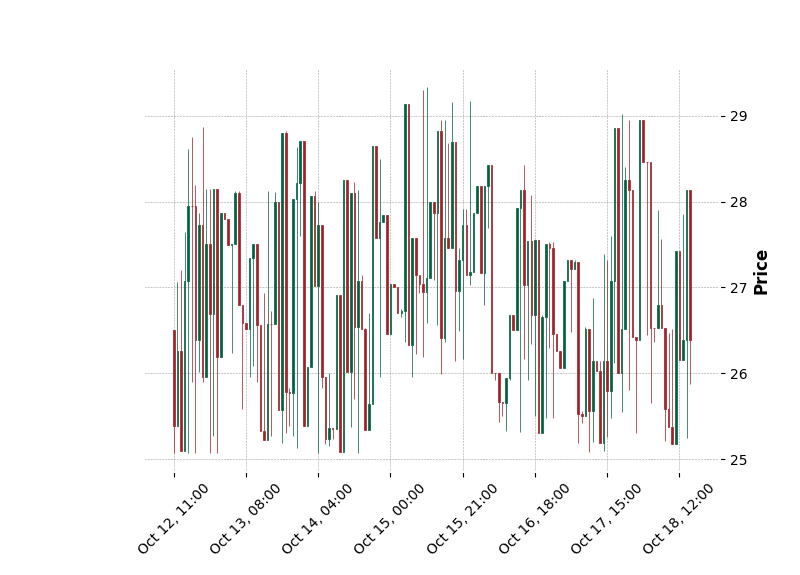 29
28
27
26
25
Price
Oct 12, 11:00
Oct 13, 08:00
Oct 14, 04:00
Oct 15, 00:00
Oct 15, 21:00
Oct 16, 18:00
Oct 17, 15:00
Oct 18, 12:00